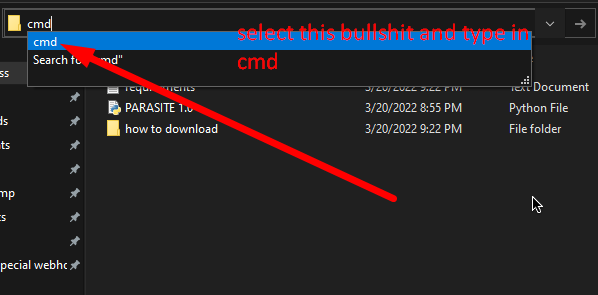 cmd
select this bullshit and type in
cmd
cmd
Search for "cmd"
ss
requirements 3/20/2022 9:22 PM Text Document
PARASITE 1.0 3/20/2022 8:55 PM Python File
how to download 3/20/2022 9:22 PM File folder
ds
nts
mp
ts
pecial webho